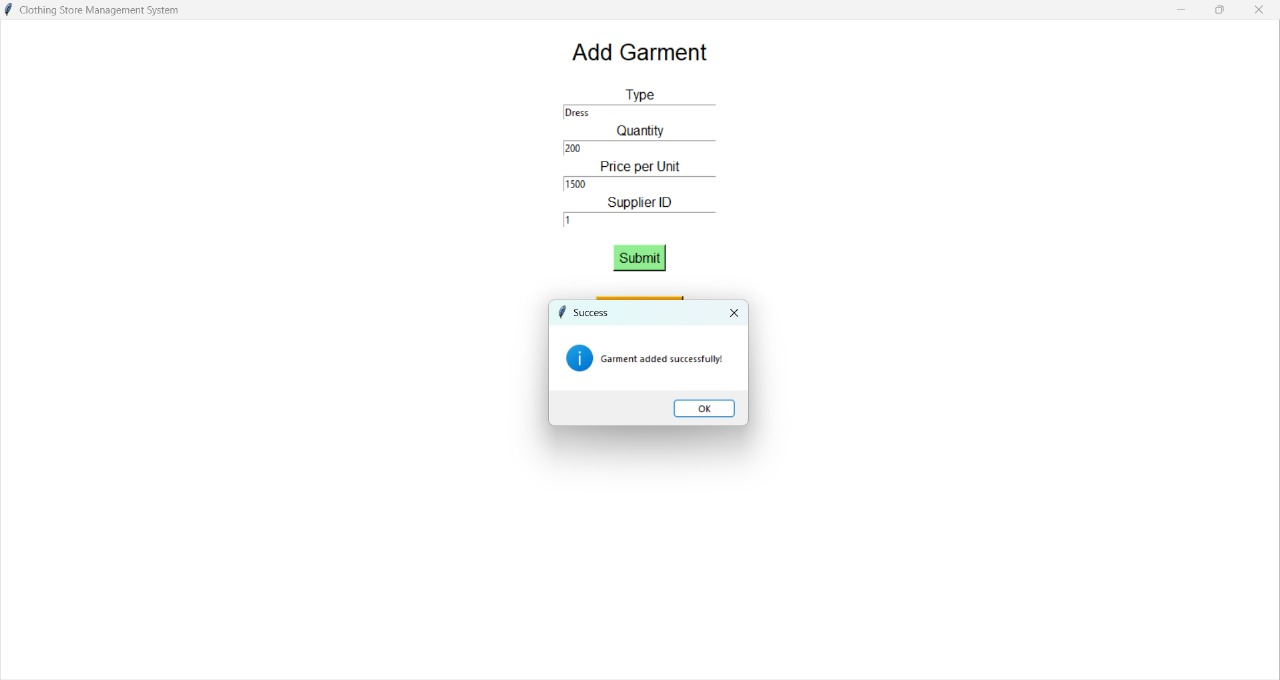 Clothing Store Management System
Add Garment
Type
Dress
Quantity
200
Price per Unit
1500
Supplier ID
1
Submit
Success
Garment added successfully!
OK